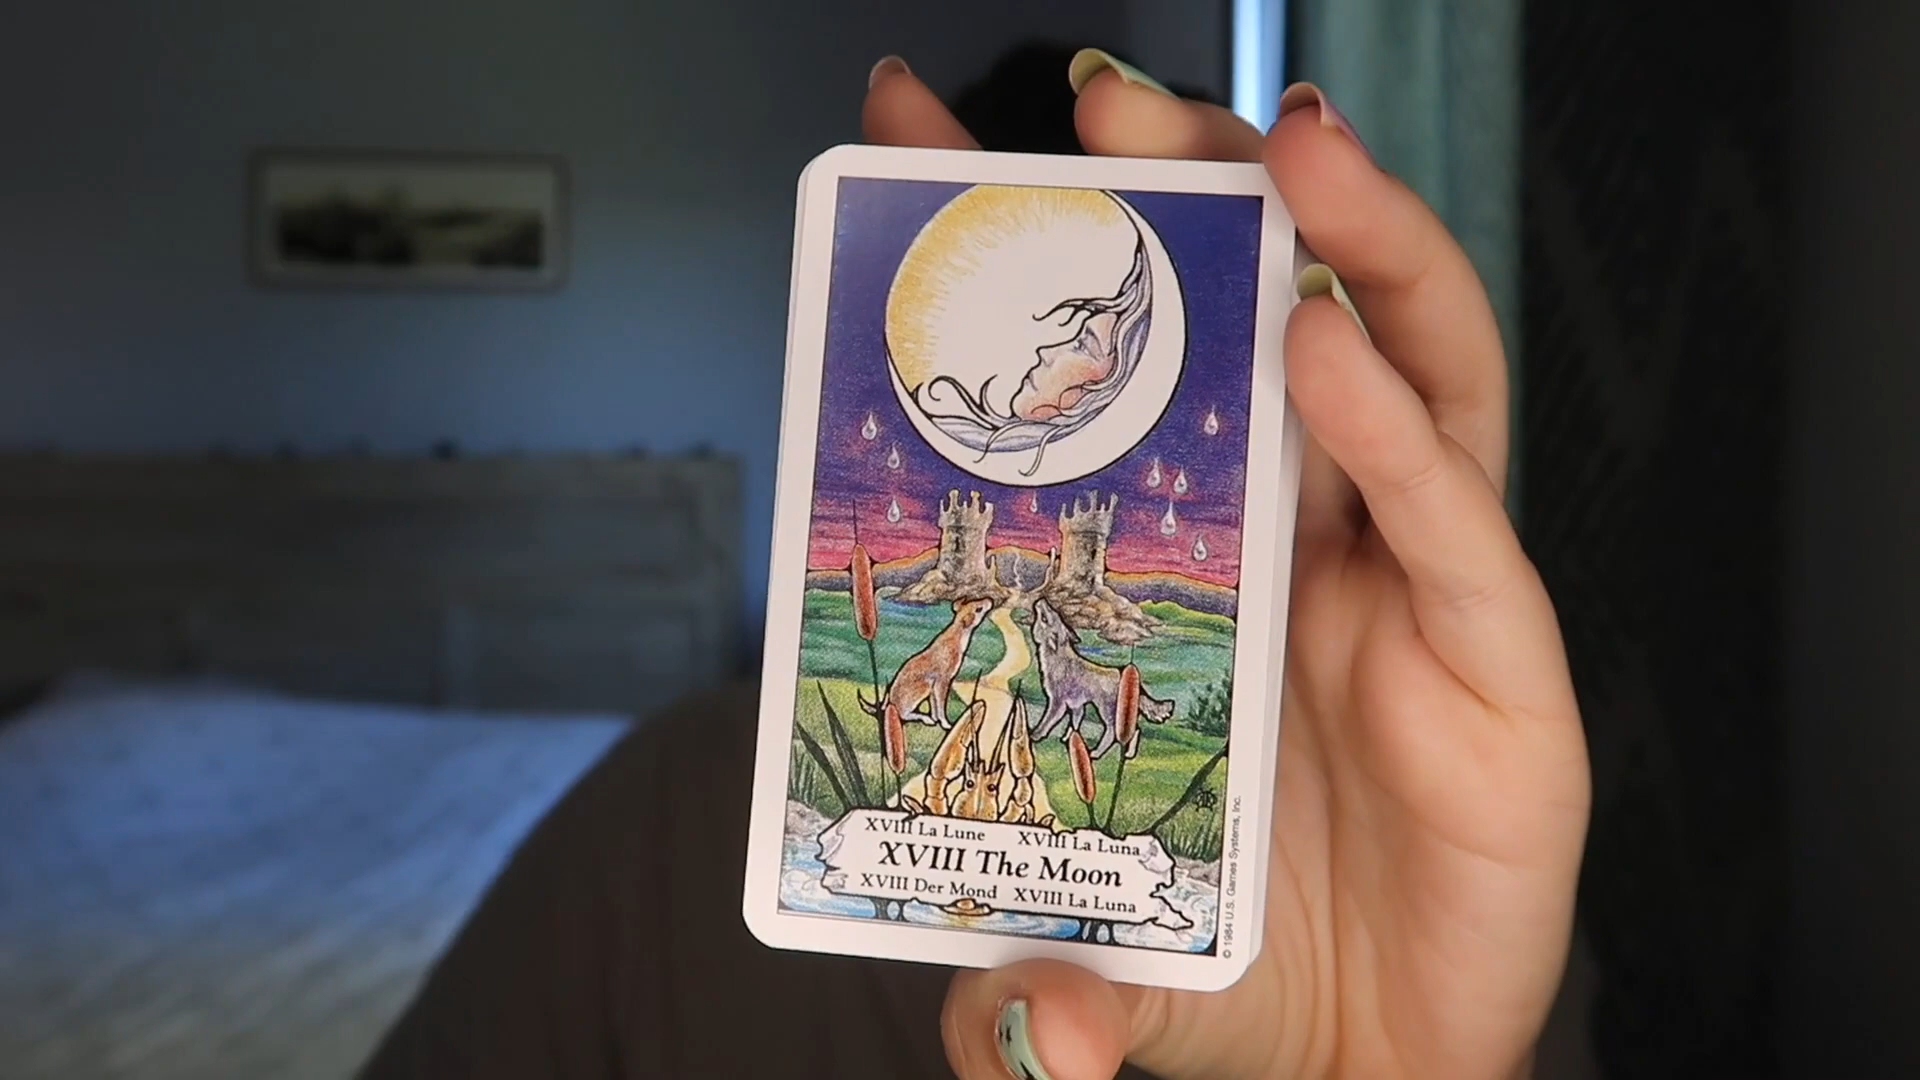 XVIII La Lune XVIII La Luna
XVIII The Moon
XVIII Der Mond XVIII La Luna
© 1984 U.S. Games Systems, Inc.